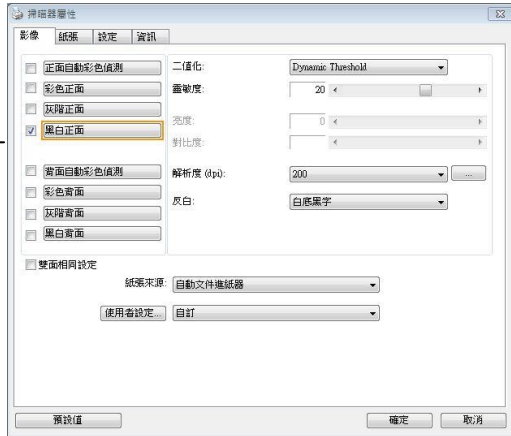 掃瞄器屬性
影像 紙張 設定 資訊
正面自動彩色偵測
彩色正面
灰階正面
黑白正面
背面自動彩色偵測
彩色背面
灰階背面
黑白背面
二值化: Dynamic Threshold
靈敏度: 20
亮度: 0
對比度:
解析度 (dpi): 200 ...
反白: 白底黑字
雙面相同設定
紙張來源: 自動文件進紙器
使用者設定... 自訂
預設值 確定 取消